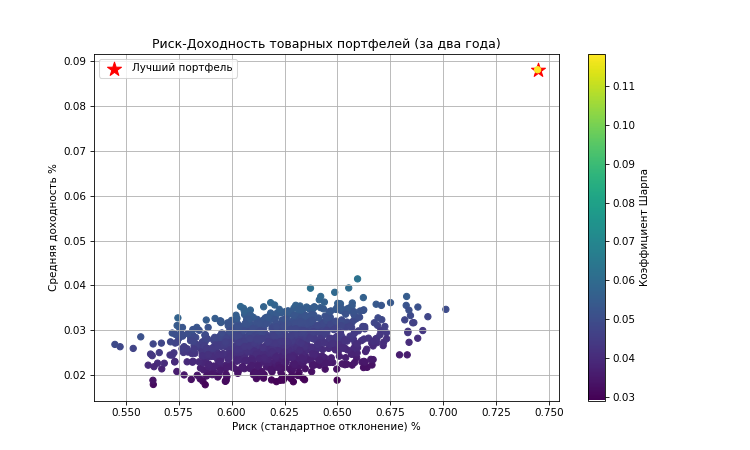 Риск-Доходность товарных портфелей (за два года)
Лучший портфель
Средняя доходность %
0.09
0.08
0.07
0.06
0.05
0.04
0.03
0.02
0.550 0.575 0.600 0.625 0.650 0.675 0.700 0.725 0.750
Риск (стандартное отклонение) %
0.11
0.10
0.09
0.08
0.07
0.06
0.05
0.04
0.03
Коэффициент Шарпа